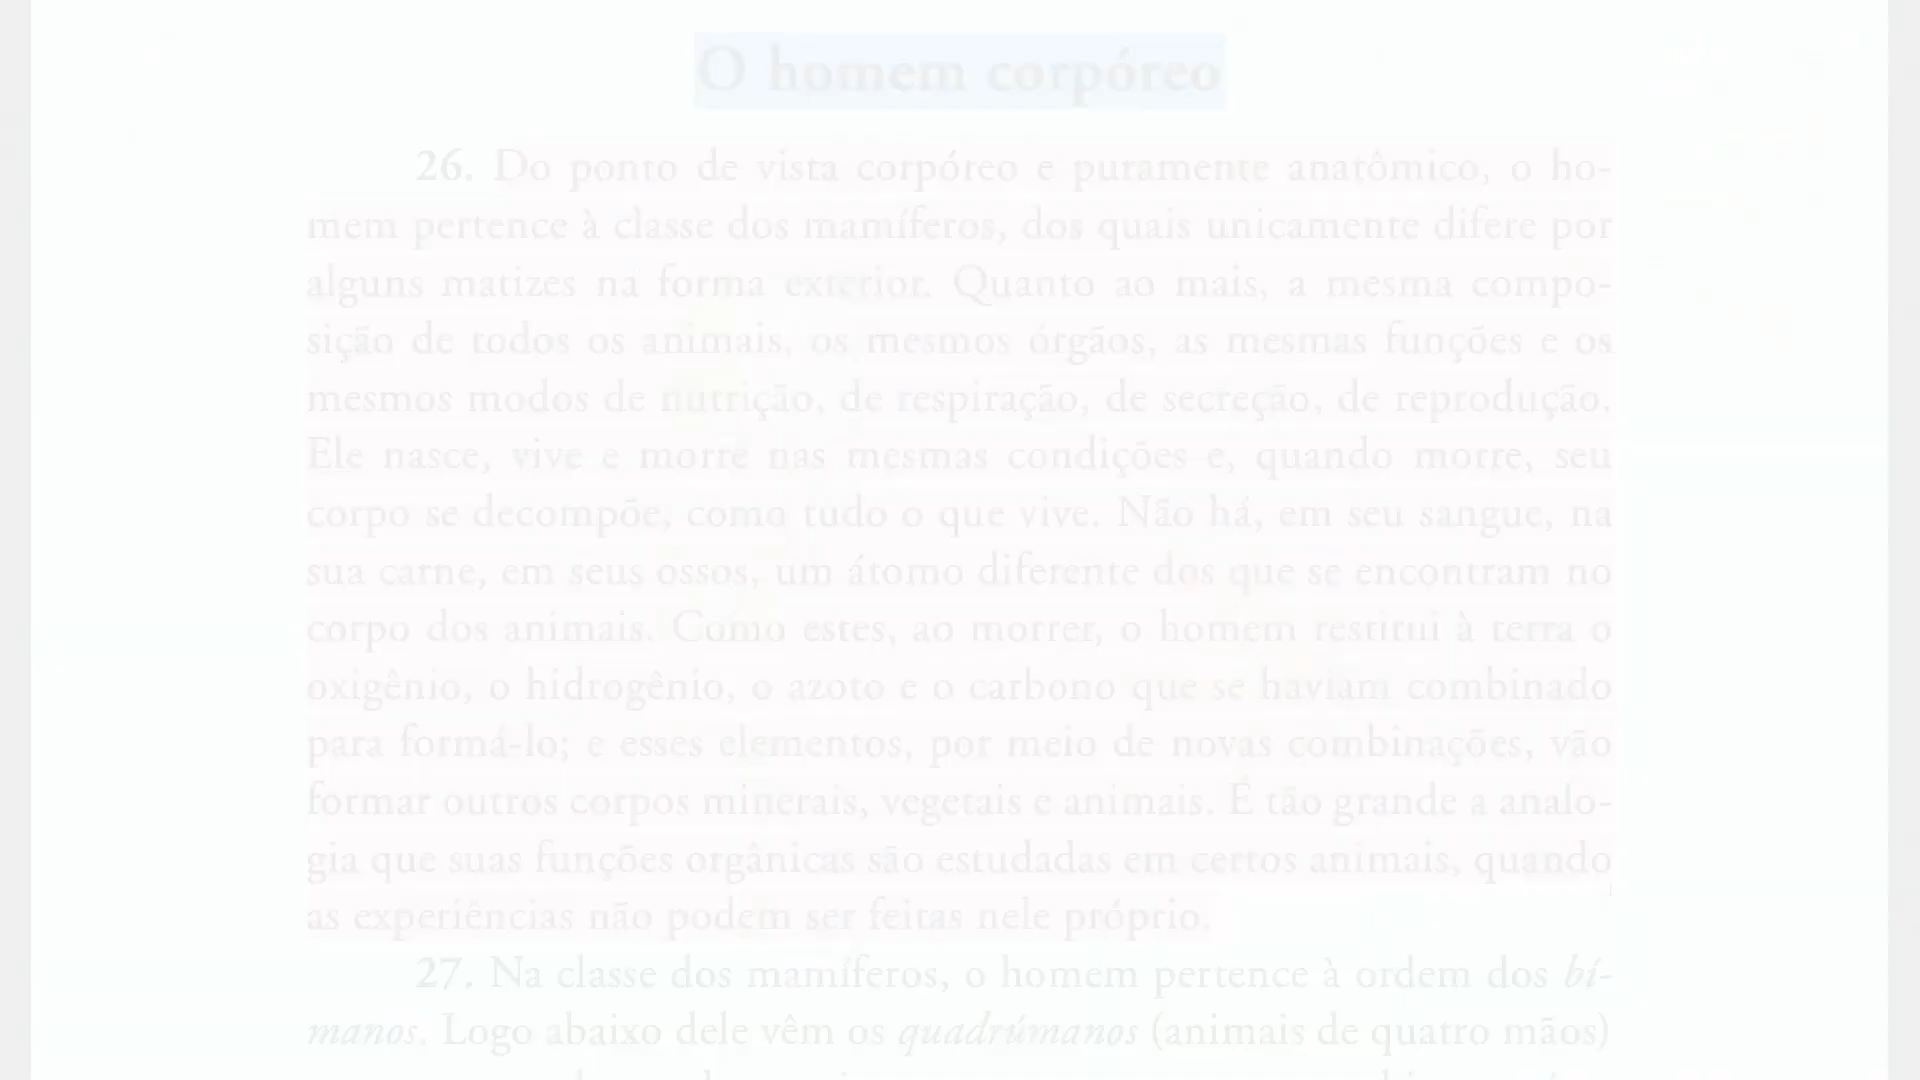 O homem corpóreo
26. Do ponto de vista corpóreo e puramente anatômico, o ho-
mem pertence à classe dos mamíferos, dos quais unicamente difere por
alguns matizes na forma exterior. Quanto ao mais, a mesma compo-
sição de todos os animais, os mesmos órgãos, as mesmas funções e os
mesmos modos de nutrição, de respiração, de secreção, de reprodução.
Ele nasce, vive e morre nas mesmas condições e, quando morre, seu
corpo se decompõe, como tudo o que vive. Não há, em seu sangue, na
sua carne, em seus ossos, um átomo diferente dos que se encontram no
corpo dos animais. Como estes, ao morrer, o homem restitui à terra o
oxigênio, o hidrogênio, o azoto e o carbono que se haviam combinado
para formá-lo; e esses elementos, por meio de novas combinações, vão
formar outros corpos minerais, vegetais e animais. É tão grande a analo-
gia que suas funções orgânicas são estudadas em certos animais, quando
as experiências não podem ser feitas nele próprio.
27. Na classe dos mamíferos, o homem pertence à ordem dos bí-
manos. Logo abaixo dele vêm os quadrúmanos (animais de quatro mãos)